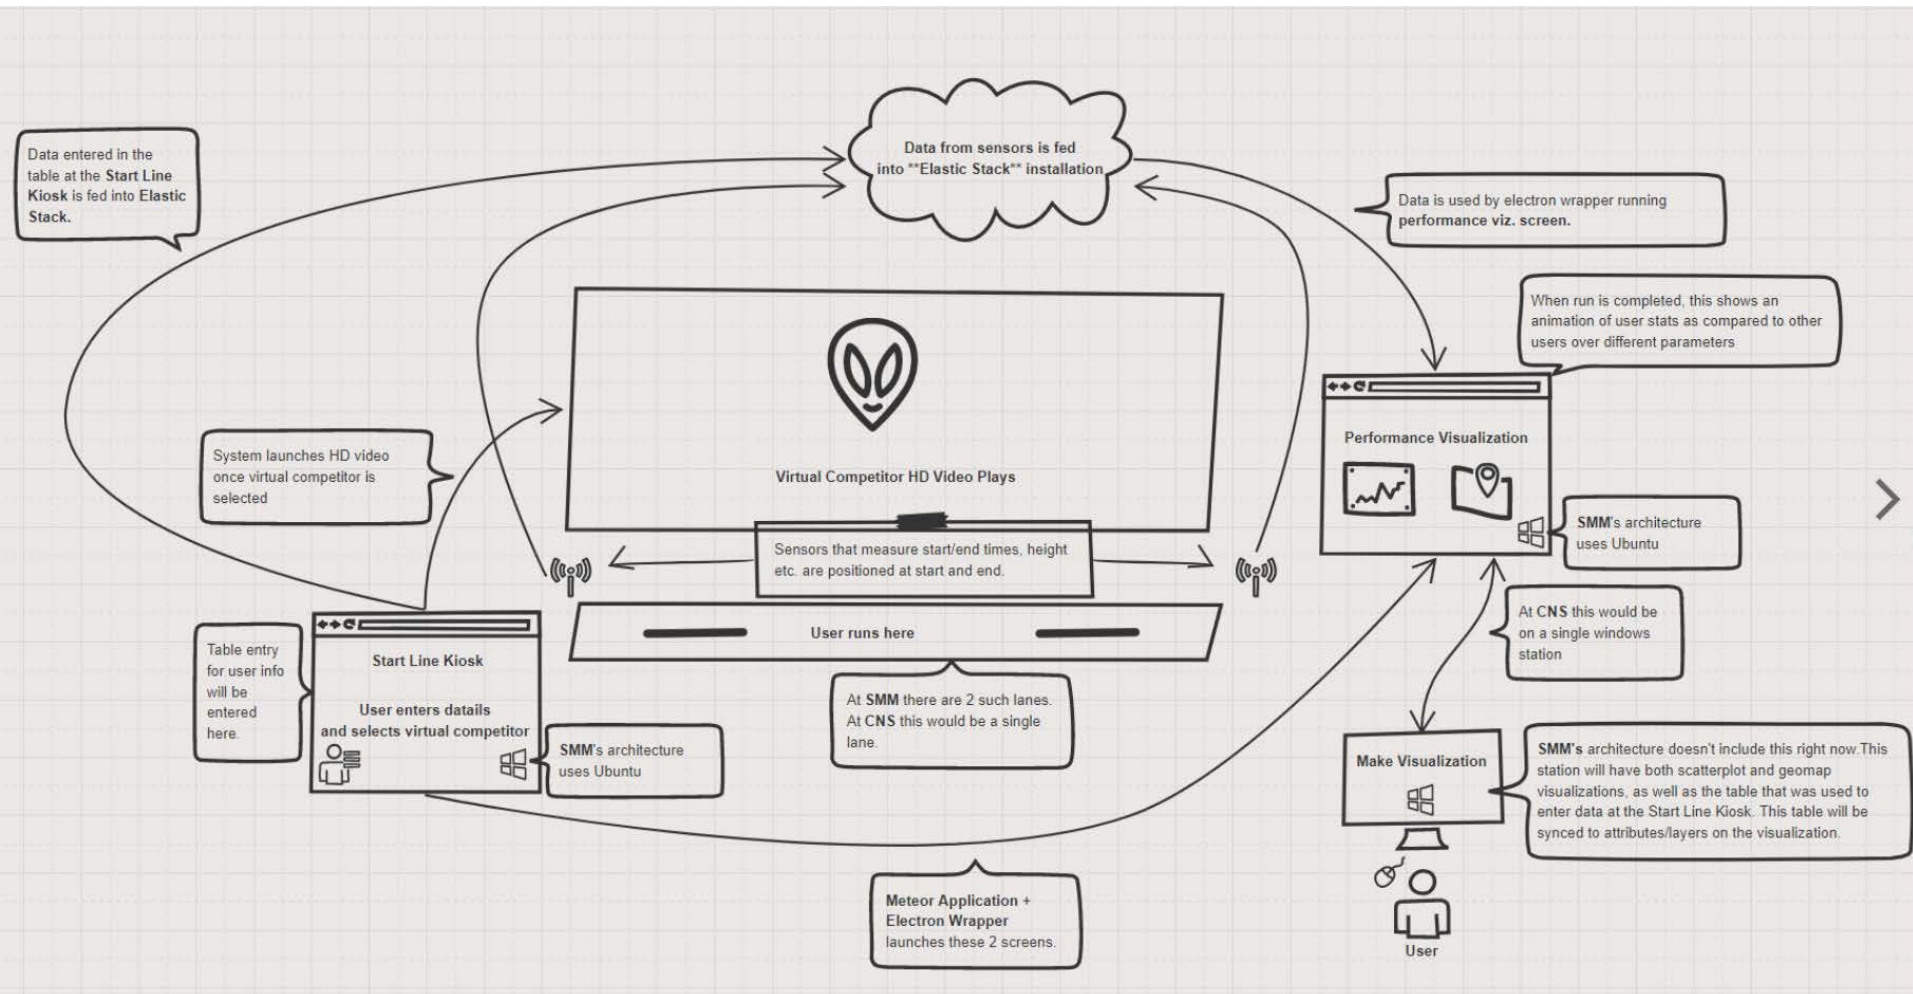 Data from sensors is fed
into **Elastic Stack** installation
Data entered in the
table at the Start Line
Kiosk is fed into Elastic
Stack.
Data is used by electron wrapper running
performance viz. screen.
When run is completed, this shows an
animation of user stats as compared to other
users over different parameters
System launches HD video
once virtual competitor is
selected
Virtual Competitor HD Video Plays
Performance Visualization
SMM's architecture
uses Ubuntu
Sensors that measure start/end times, height
etc. are positioned at start and end.
At CNS this would be
on a single windows
station
User runs here
Table entry
for user info
will be
entered
here.
Start Line Kiosk
User enters datails
and selects virtual competitor
SMM's architecture
uses Ubuntu
At SMM there are 2 such lanes.
At CNS this would be a single
lane.
Make Visualization
SMM's architecture doesn't include this right now.This
station will have both scatterplot and geomap
visualizations, as well as the table that was used to
enter data at the Start Line Kiosk. This table will be
synced to attributes/layers on the visualization.
Meteor Application +
Electron Wrapper
launches these 2 screens.
User